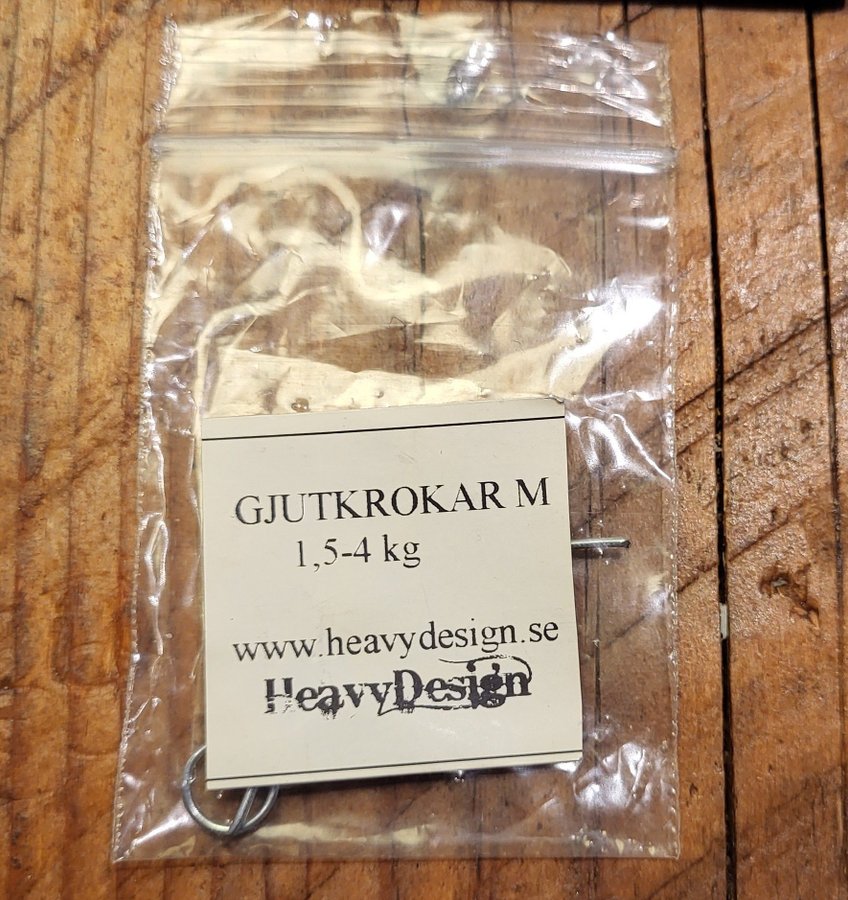 GJUTKROKAR M
1,5-4 kg
www.heavydesign.se
HeavyDesign